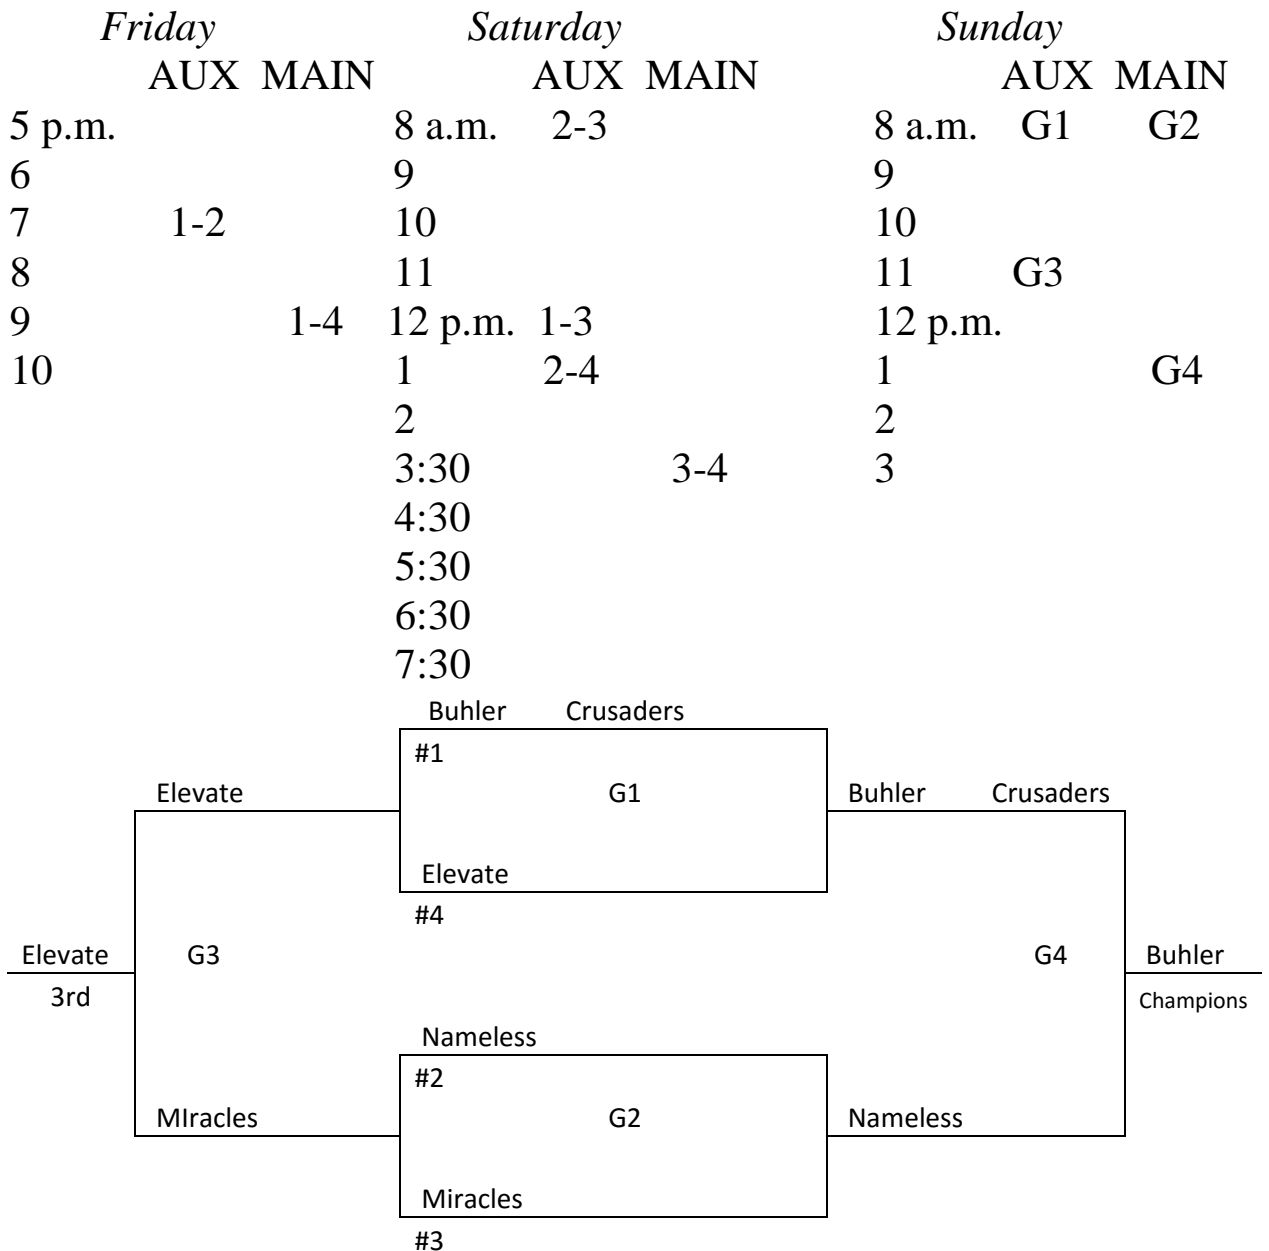 Friday Saturday Sunday
AUX MAIN AUX MAIN AUX MAIN
5 p.m. 8 a.m. 2-3 8 a.m. G1 G2
6 9 9
7 1-2 10 10
8 11 11 G3
9 1-4 12 p.m. 1-3 12 p.m.
10 1 2-4 1 G4
2 2
3:30 3-4 3
4:30
5:30
6:30
7:30
Buhler Crusaders
#1
Elevate G1 Buhler Crusaders
Elevate
#4
Elevate G3 G4 Buhler
3rd Champions
Nameless
#2
MIracles G2 Nameless
Miracles
#3